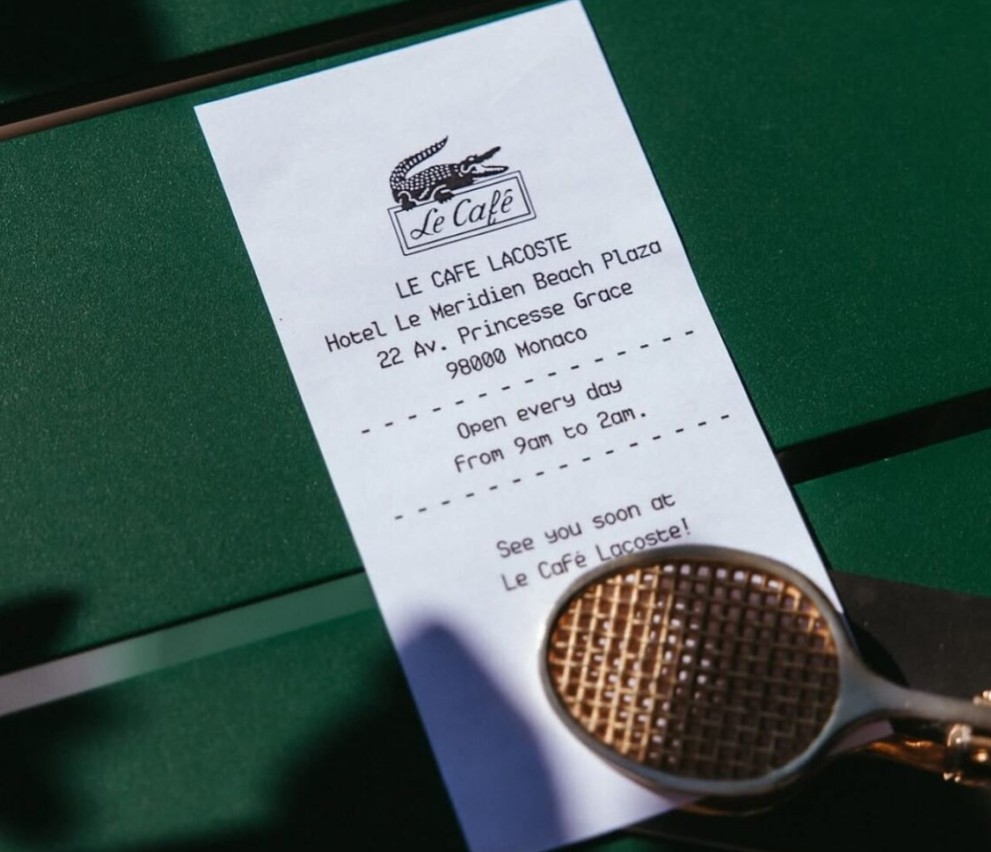 Le Café
LE CAFE LACOSTE
Hotel Le Meridien Beach Plaza
22 Av. Princesse Grace
98000 Monaco
- - - - - - - - - - - - - - -
Open every day
from 9am to 2am.
- - - - - - - - - - - - - - -
See you soon at
Le Café Lacoste!